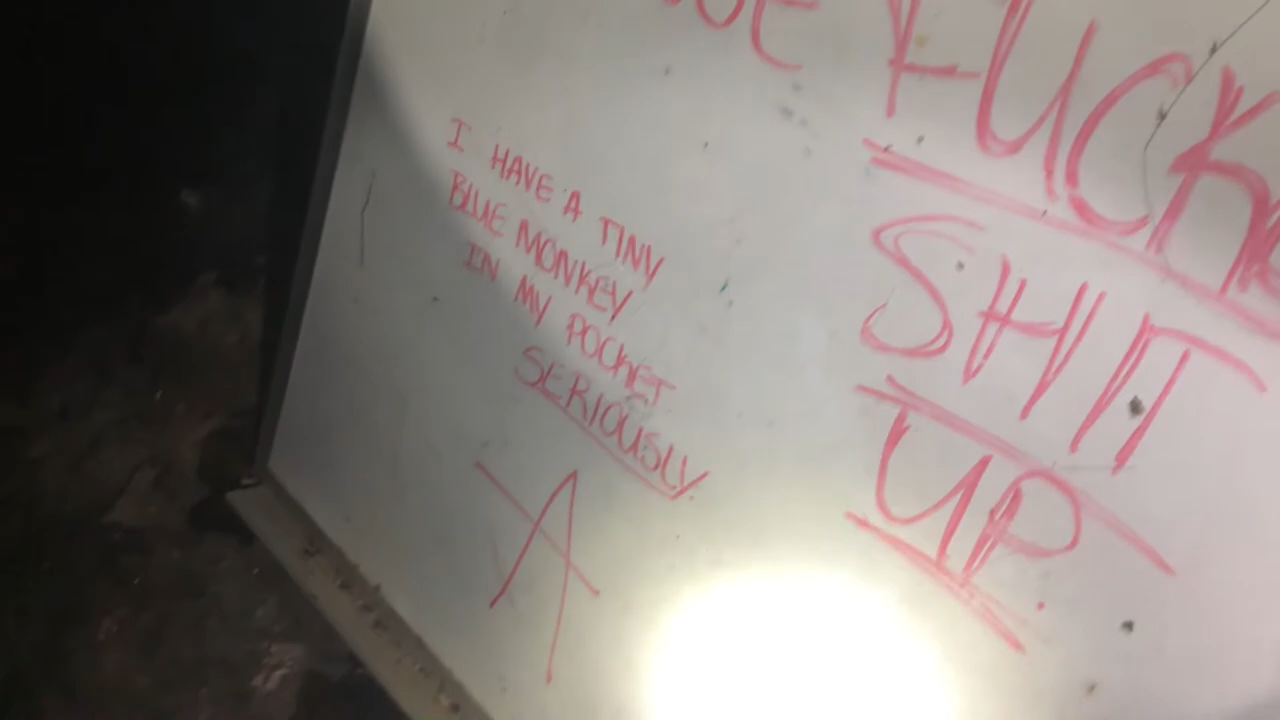 FUCK
SHIT
UP
I HAVE A TINY
BLUE MONKEY
IN MY POCKET
SERIOUSLY
A